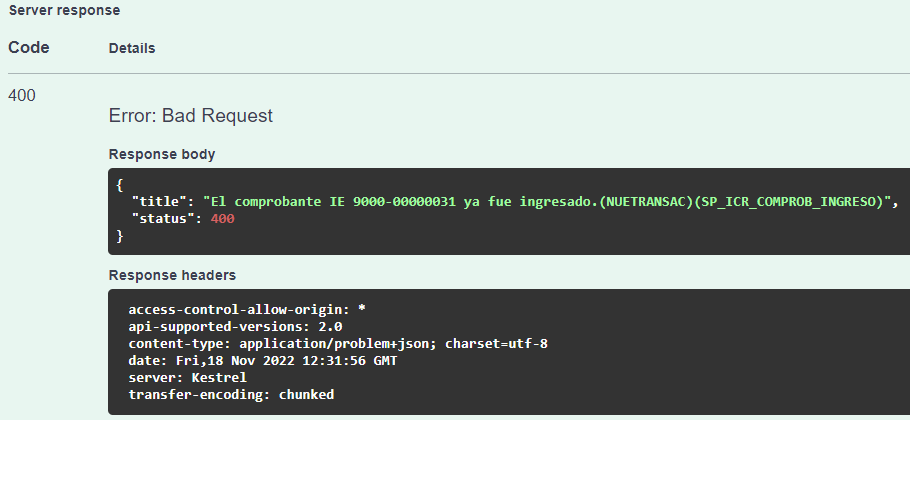 Server response
Code Details
400
Error: Bad Request
Response body
{
  "title": "El comprobante IE 9000-00000031 ya fue ingresado.(NUETRANSAC)(SP_ICR_COMPROB_INGRESO)",
  "status": 400
}
Response headers
access-control-allow-origin: *
api-supported-versions: 2.0
content-type: application/problem+json; charset=utf-8
date: Fri,18 Nov 2022 12:31:56 GMT
server: Kestrel
transfer-encoding: chunked